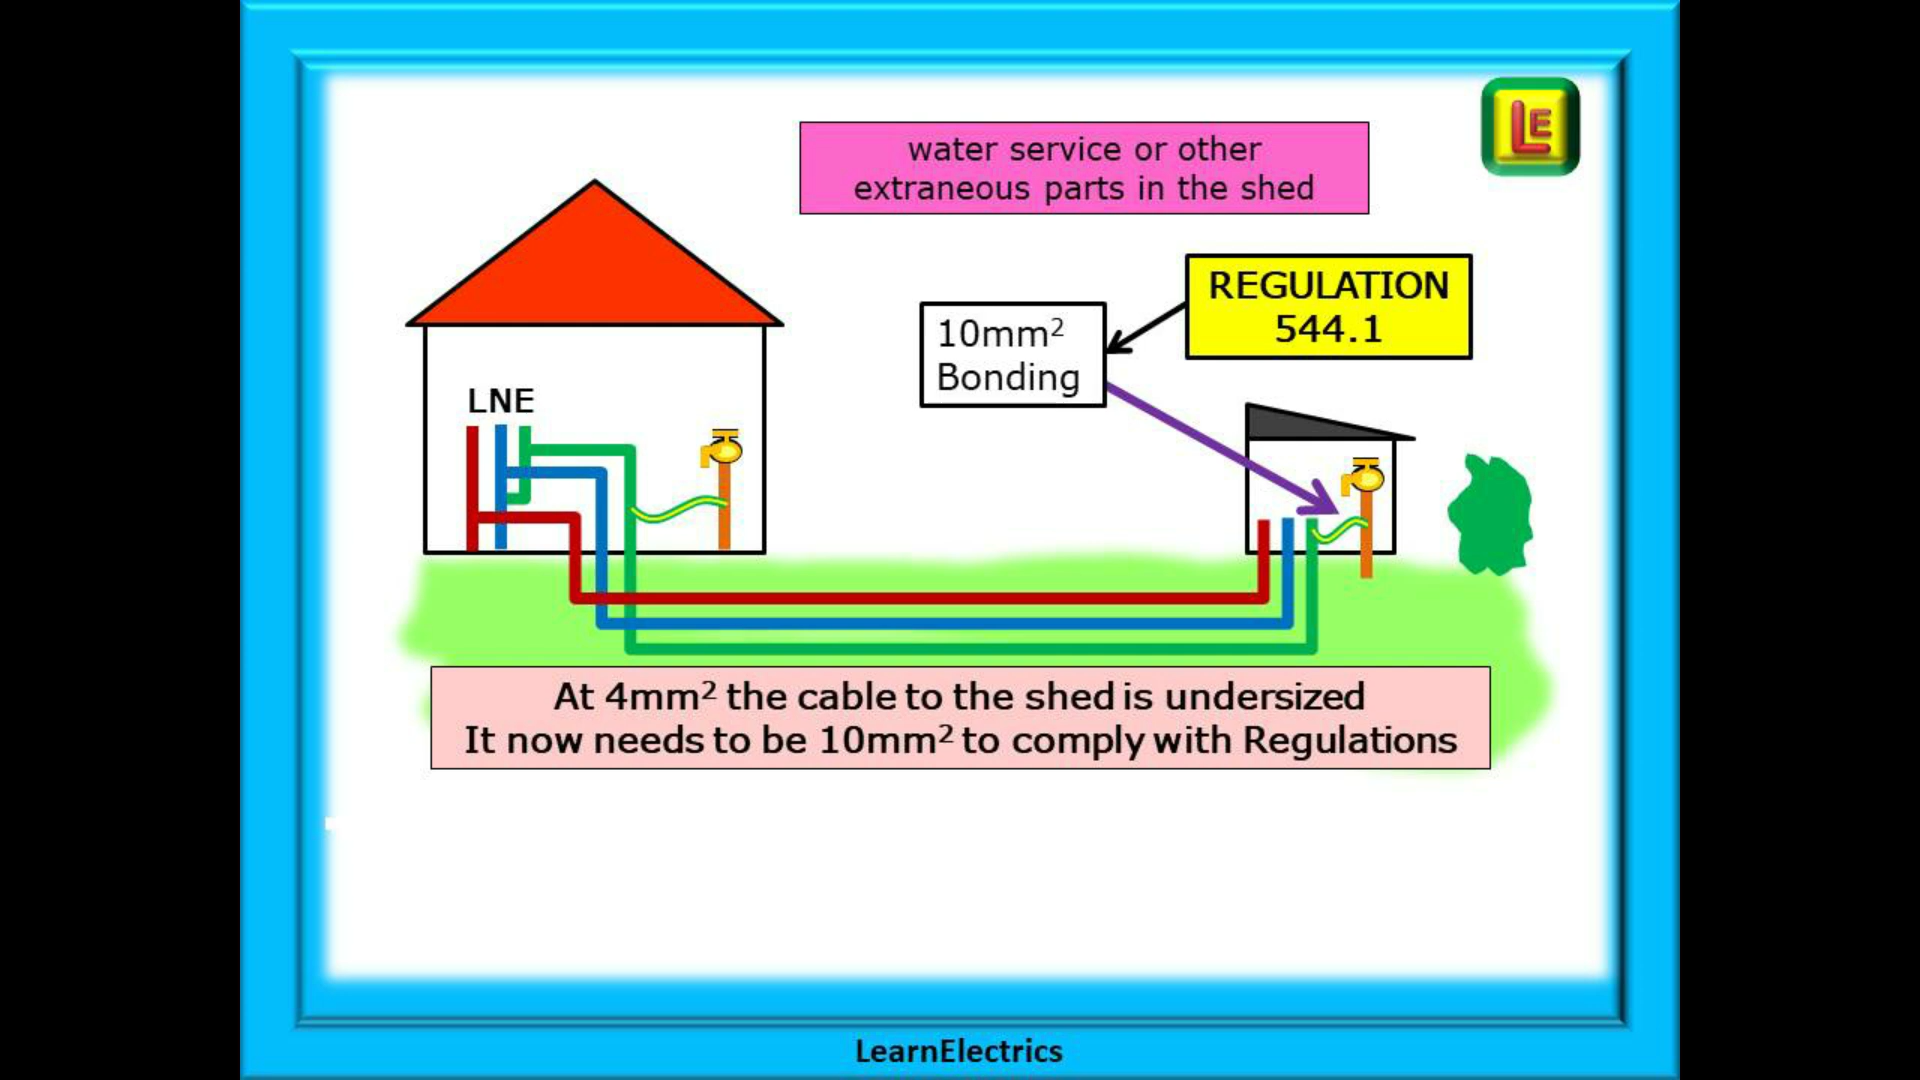 water service or other
extraneous parts in the shed
LE
REGULATION
544.1
10mm²
Bonding
LNE
At 4mm² the cable to the shed is undersized
It now needs to be 10mm² to comply with Regulations
LearnElectrics